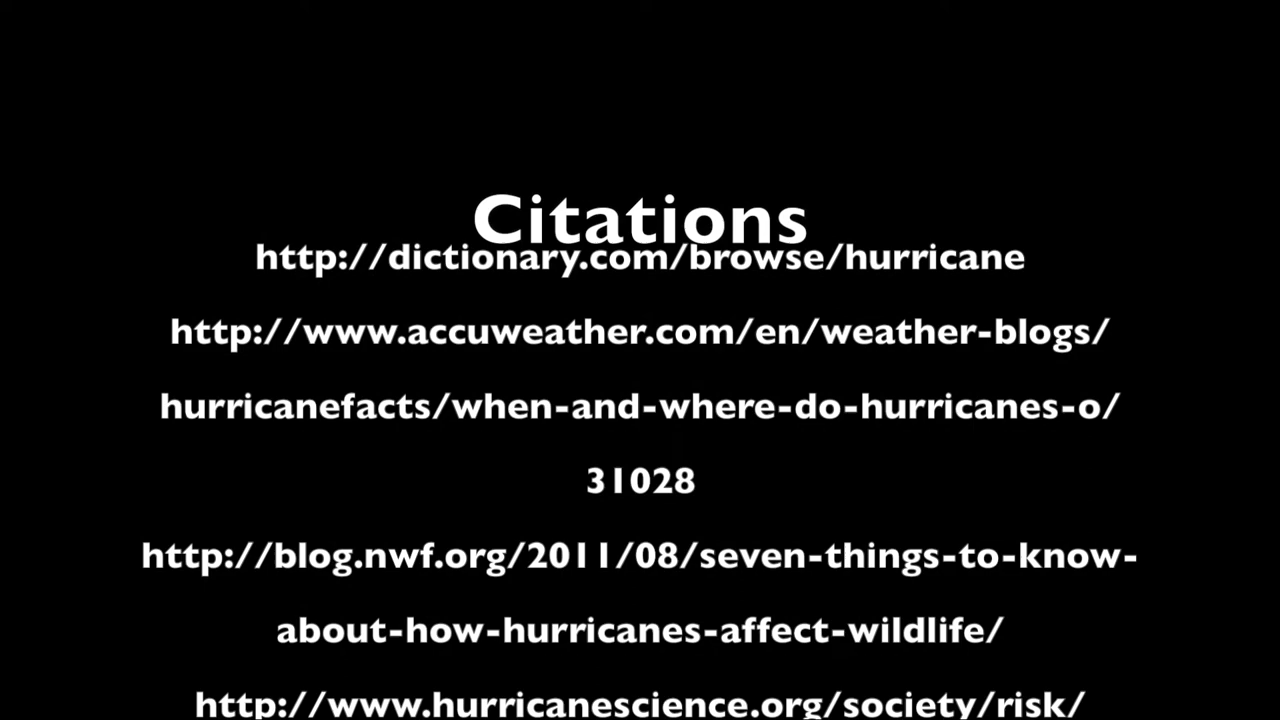 Citations
http://dictionary.com/browse/hurricane
http://www.accuweather.com/en/weather-blogs/
hurricanefacts/when-and-where-do-hurricanes-o/
31028
http://blog.nwf.org/2011/08/seven-things-to-know-
about-how-hurricanes-affect-wildlife/
http://www.hurricanescience.org/society/risk/